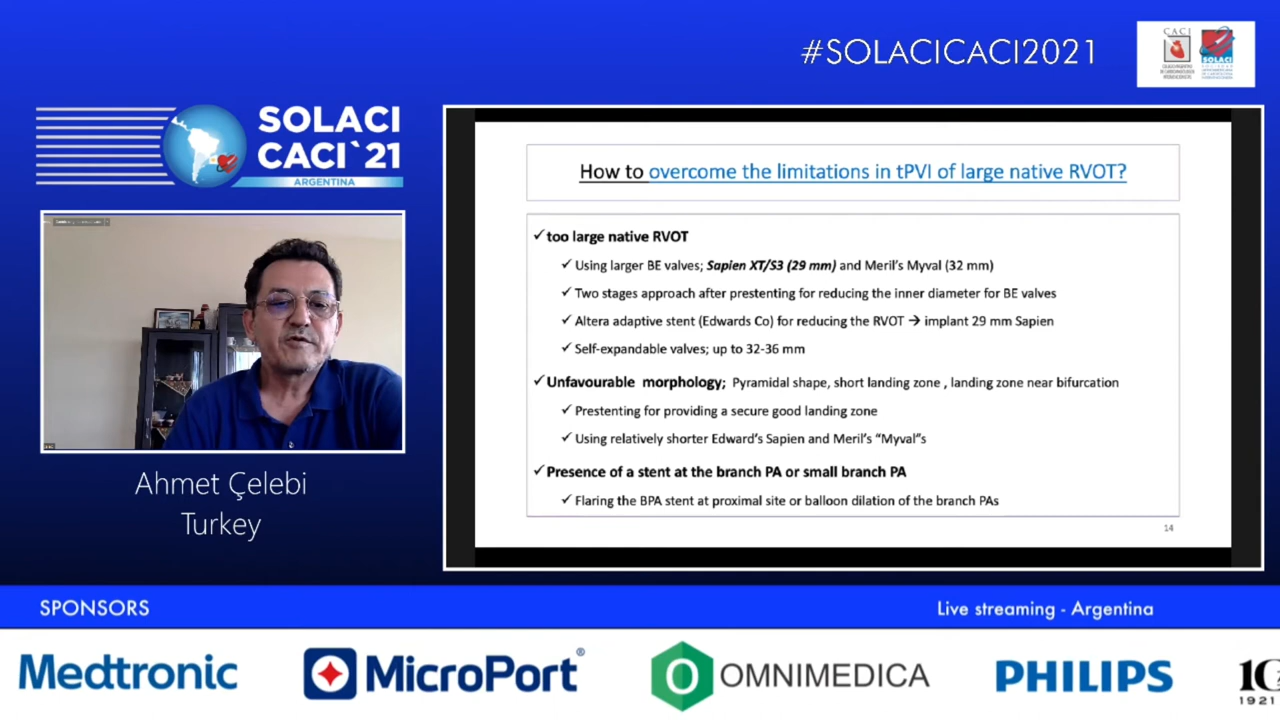 #SOLACICACI2021
CACI
SOLACI
SOLACI
CACI`21
ARGENTINA
How to overcome the limitations in tPVI of large native RVOT?
✓too large native RVOT
✓ Using larger BE valves; Sapien XT/S3 (29 mm) and Meril's Myval (32 mm)
✓ Two stages approach after prestenting for reducing the inner diameter for BE valves
✓ Altera adaptive stent (Edwards Co) for reducing the RVOT → implant 29 mm Sapien
✓ Self-expandable valves; up to 32-36 mm
✓Unfavourable morphology; Pyramidal shape, short landing zone , landing zone near bifurcation
✓ Prestenting for providing a secure good landing zone
✓ Using relatively shorter Edward's Sapien and Meril's “Myval”s
✓Presence of a stent at the branch PA or small branch PA
✓ Flaring the BPA stent at proximal site or balloon dilation of the branch PAs
14
Ahmet Çelebi
Turkey
SPONSORS
Live streaming - Argentina
Medtronic
MicroPort®
OMNIMEDICA
PHILIPS
1921